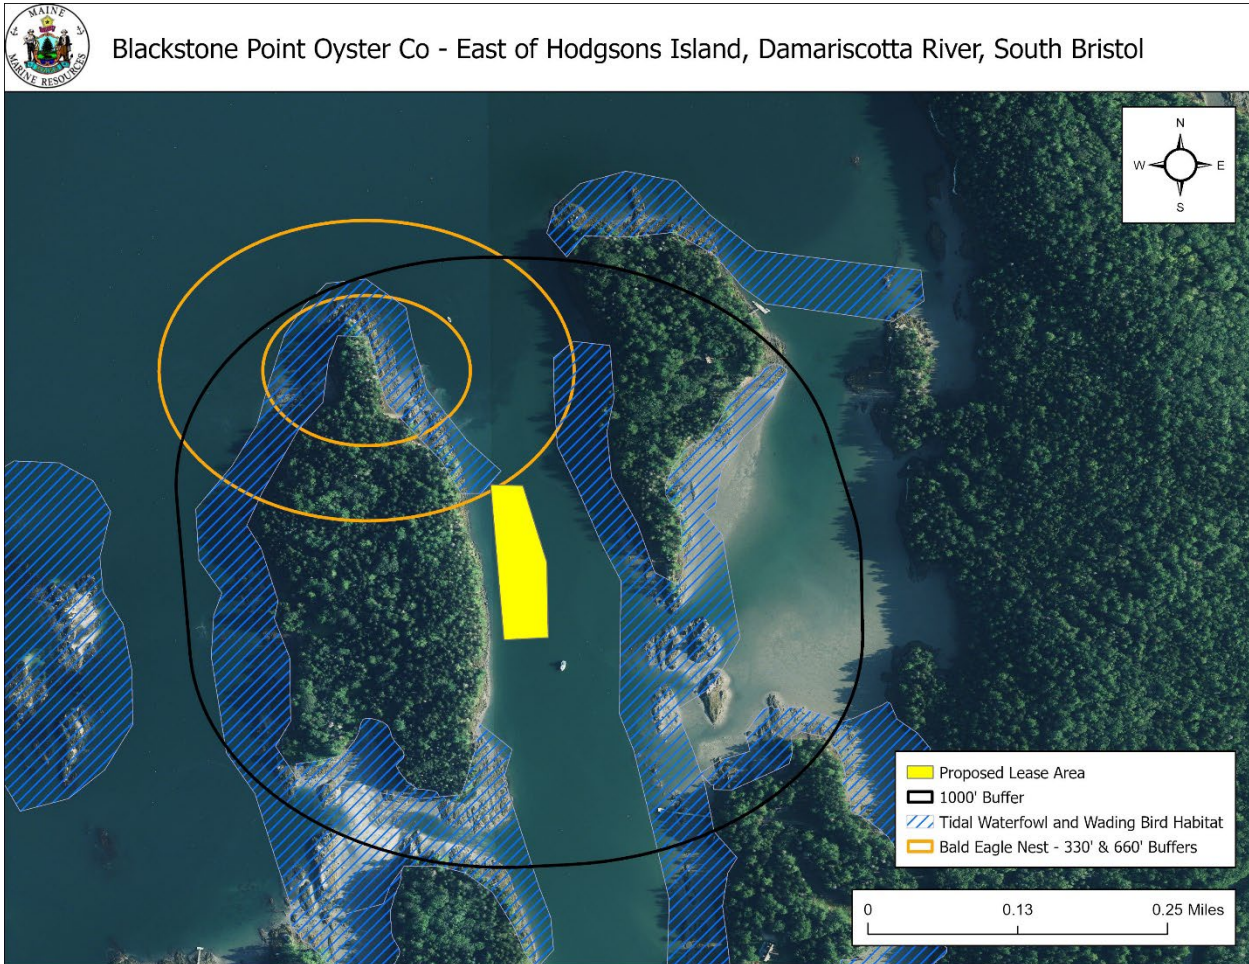 MAINE
MARINE RESOURCES
Blackstone Point Oyster Co - East of Hodgsons Island, Damariscotta River, South Bristol
N
W E
S
Proposed Lease Area
1000' Buffer
Tidal Waterfowl and Wading Bird Habitat
Bald Eagle Nest - 330' & 660' Buffers
0 0.13 0.25 Miles